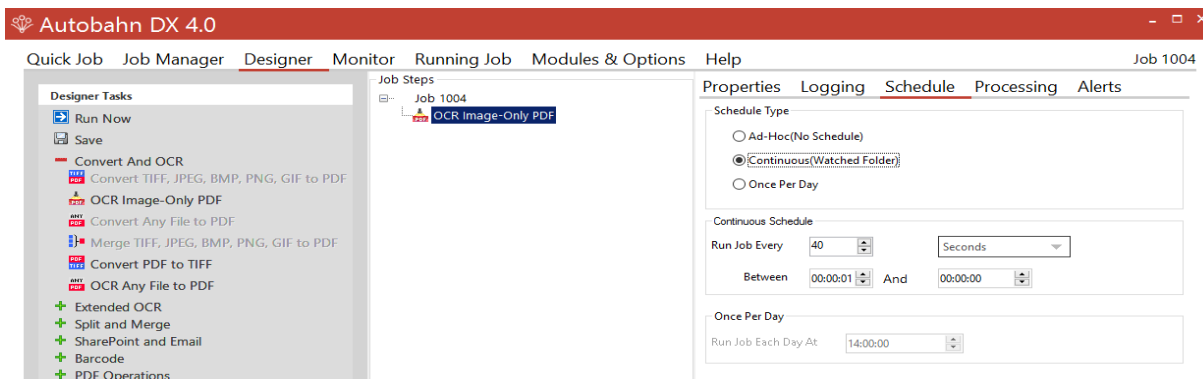 Autobahn DX 4.0
Quick Job Job Manager Designer Monitor Running Job Modules & Options Help Job 1004
Designer Tasks
Run Now
Save
Convert And OCR
Convert TIFF, JPEG, BMP, PNG, GIF to PDF
OCR Image-Only PDF
Convert Any File to PDF
Merge TIFF, JPEG, BMP, PNG, GIF to PDF
Convert PDF to TIFF
OCR Any File to PDF
Extended OCR
Split and Merge
SharePoint and Email
Barcode
PDF Operations
Job Steps
Job 1004
OCR Image-Only PDF
Properties Logging Schedule Processing Alerts
Schedule Type
Ad-Hoc(No Schedule)
Continuous(Watched Folder)
Once Per Day
Continuous Schedule
Run Job Every 40 Seconds
Between 00:00:01 And 00:00:00
Once Per Day
Run Job Each Day At 14:00:00